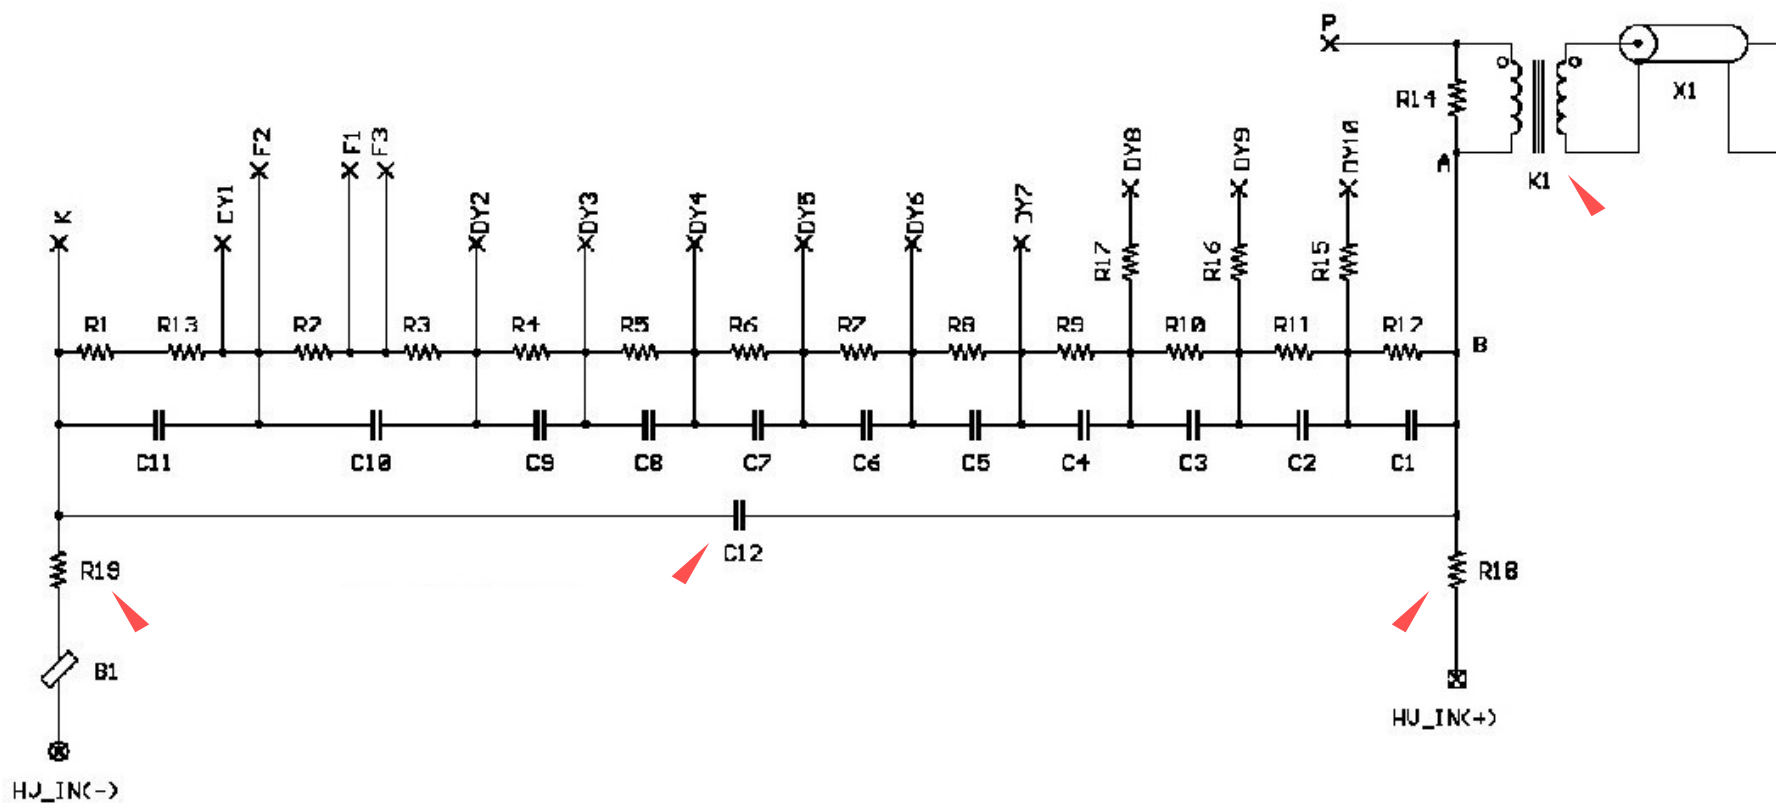 P
R14
X1
A
K1
F2
F1
F3
DY8
DY9
DY10
K
DY1
DY2
DY3
DY4
DY5
DY6
DY7
R17
R16
R15
R1
R13
R2
R3
R4
R5
R6
R7
R8
R9
R10
R11
R12
B
C11
C10
C9
C8
C7
C6
C5
C4
C3
C2
C1
C12
R19
R18
B1
HV_IN(+)
HV_IN(-)